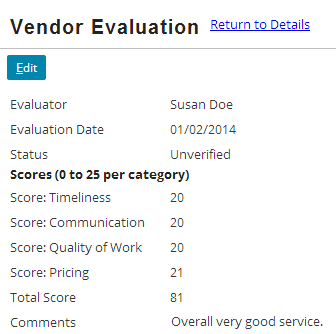 Vendor Evaluation Return to Details
Edit
Evaluator Susan Doe
Evaluation Date 01/02/2014
Status Unverified
Scores (0 to 25 per category)
Score: Timeliness 20
Score: Communication 20
Score: Quality of Work 20
Score: Pricing 21
Total Score 81
Comments Overall very good service.